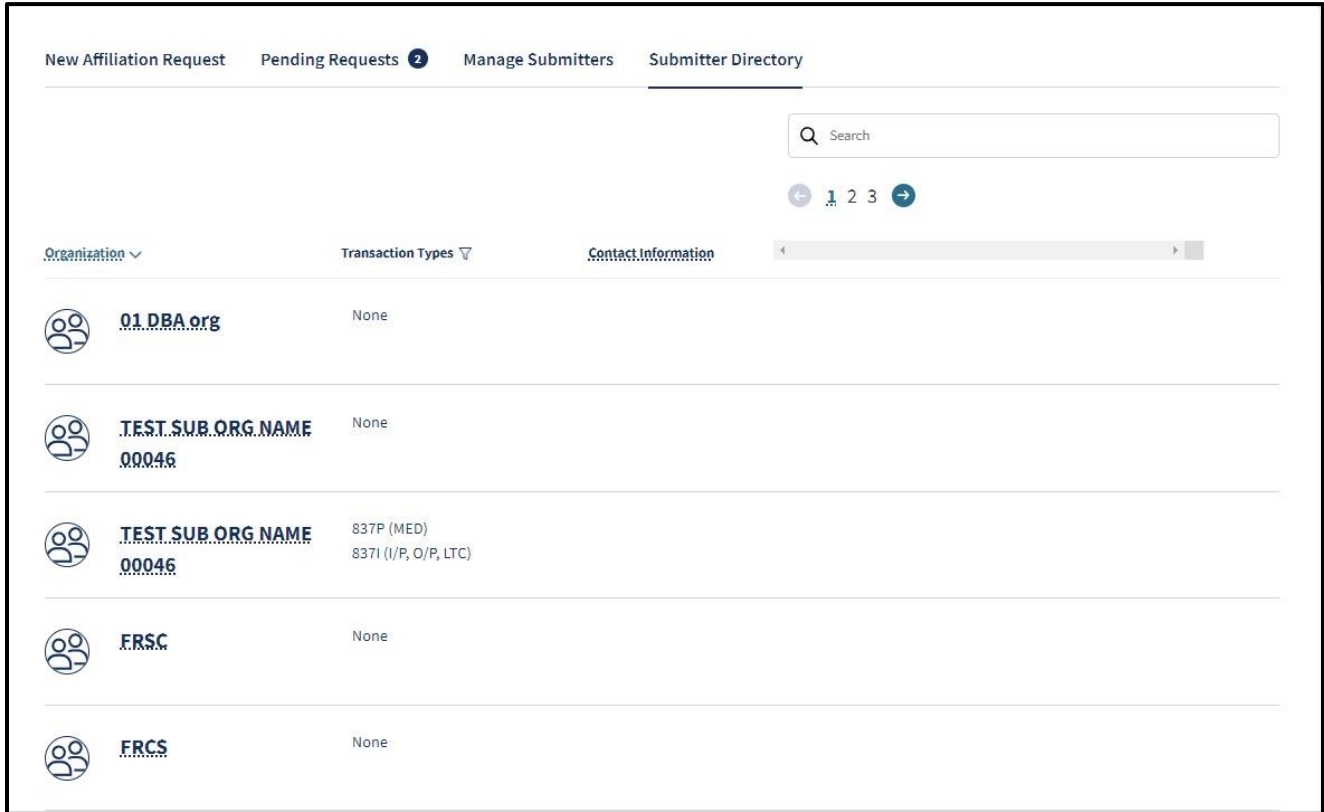 New Affiliation Request Pending Requests 2 Manage Submitters Submitter Directory
Search
1 2 3
Organization Transaction Types Contact Information
01 DBA org None
TEST SUB ORG NAME None
00046
TEST SUB ORG NAME 837P (MED)
00046 837I (I/P, O/P, LTC)
FRSC None
FRCS None